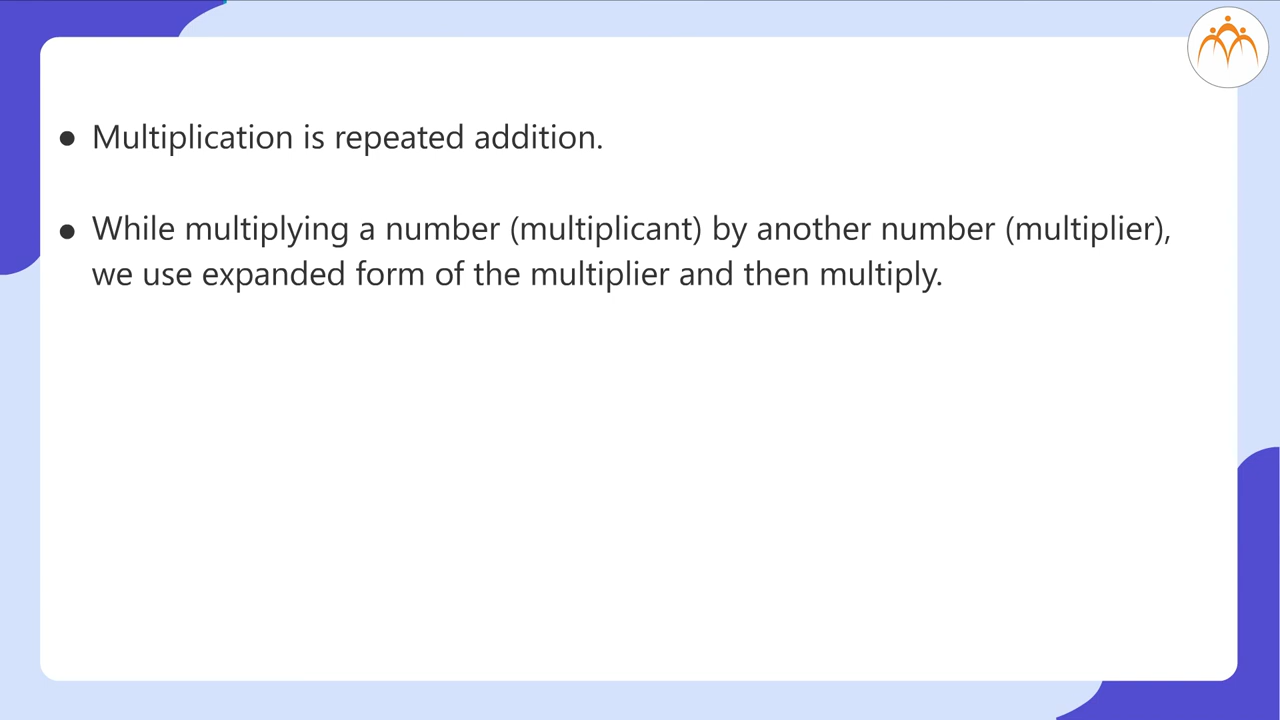 ● Multiplication is repeated addition.
● While multiplying a number (multiplicant) by another number (multiplier),
we use expanded form of the multiplier and then multiply.